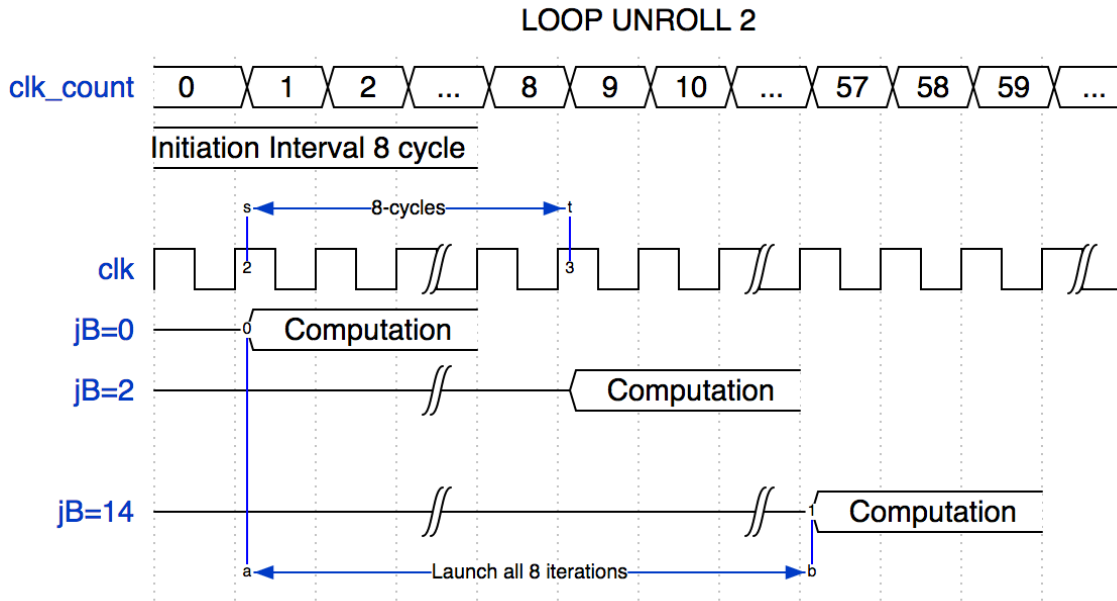 LOOP UNROLL 2
clk_count 0 1 2 ... 8 9 10 ... 57 58 59 ...
Initiation Interval 8 cycle
s 8-cycles t
clk 2 3
jB=0 0 Computation
jB=2 Computation
jB=14 1 Computation
a Launch all 8 iterations b